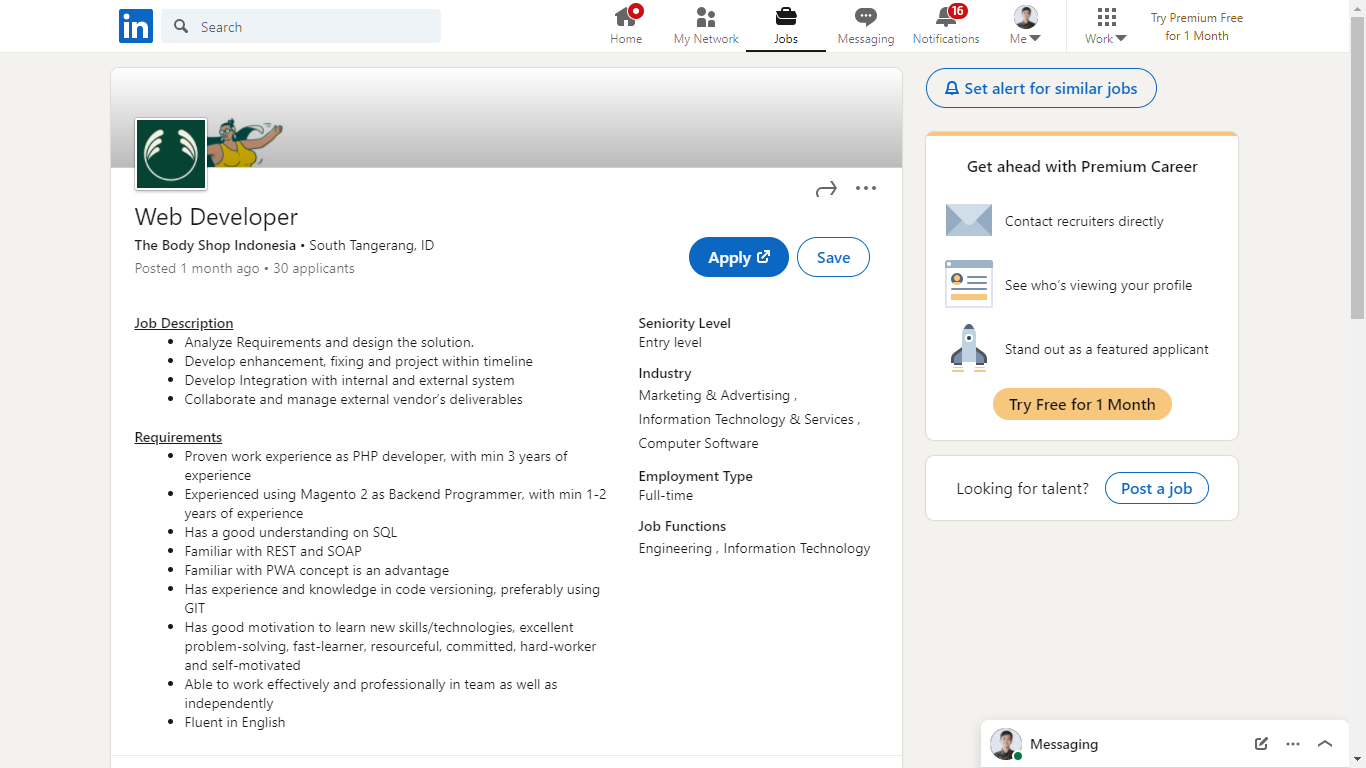 in
Search
Home
My Network
Jobs
Messaging
16
Notifications
Me
Work
Try Premium Free
for 1 Month
Web Developer
The Body Shop Indonesia • South Tangerang, ID
Posted 1 month ago • 30 applicants
Apply
Save
Job Description
• Analyze Requirements and design the solution.
• Develop enhancement, fixing and project within timeline
• Develop Integration with internal and external system
• Collaborate and manage external vendor’s deliverables
Requirements
• Proven work experience as PHP developer, with min 3 years of
experience
• Experienced using Magento 2 as Backend Programmer, with min 1-2
years of experience
• Has a good understanding on SQL
• Familiar with REST and SOAP
• Familiar with PWA concept is an advantage
• Has experience and knowledge in code versioning, preferably using
GIT
• Has good motivation to learn new skills/technologies, excellent
problem-solving, fast-learner, resourceful, committed, hard-worker
and self-motivated
• Able to work effectively and professionally in team as well as
independently
• Fluent in English
Seniority Level
Entry level
Industry
Marketing & Advertising ,
Information Technology & Services ,
Computer Software
Employment Type
Full-time
Job Functions
Engineering , Information Technology
Set alert for similar jobs
Get ahead with Premium Career
Contact recruiters directly
See who’s viewing your profile
Stand out as a featured applicant
Try Free for 1 Month
Looking for talent?
Post a job
Messaging